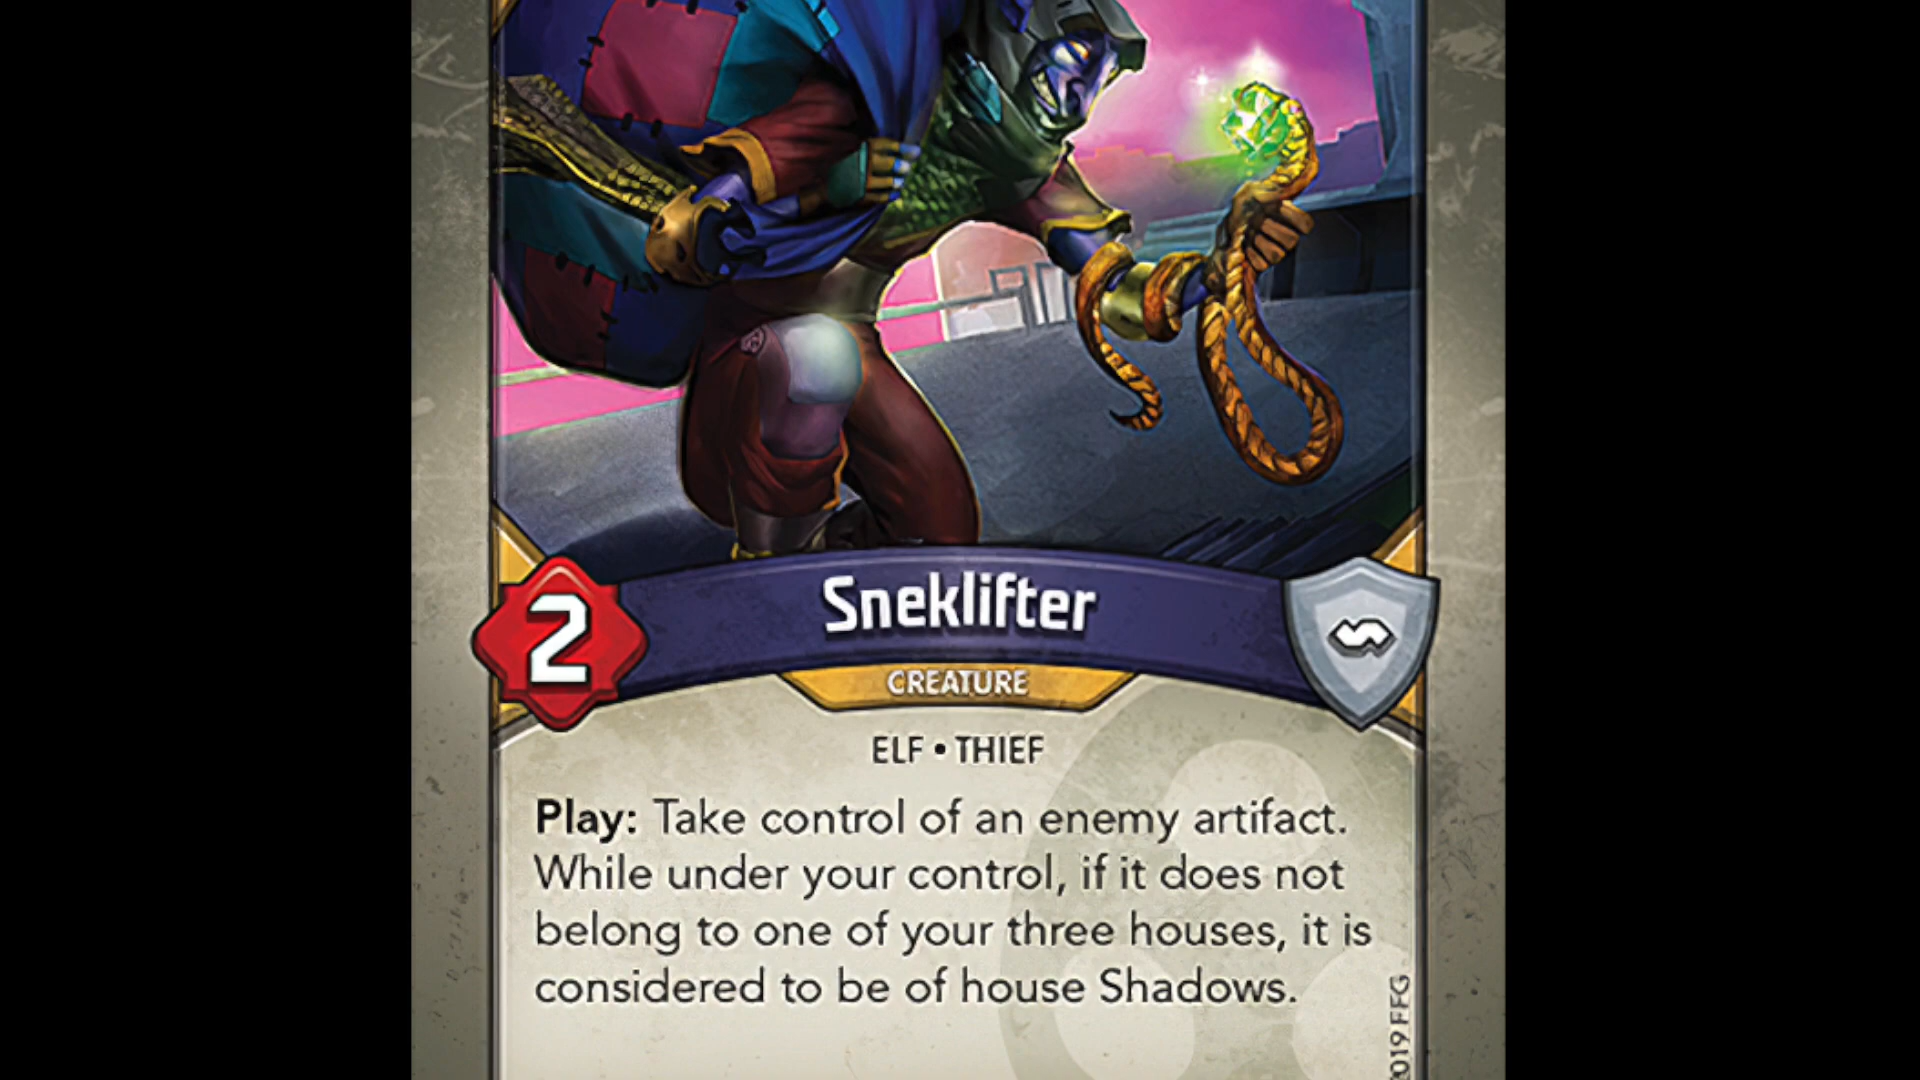 Sneklifter
2
CREATURE
ELF • THIEF
Play: Take control of an enemy artifact.
While under your control, if it does not
belong to one of your three houses, it is
considered to be of house Shadows.
2019 FFG